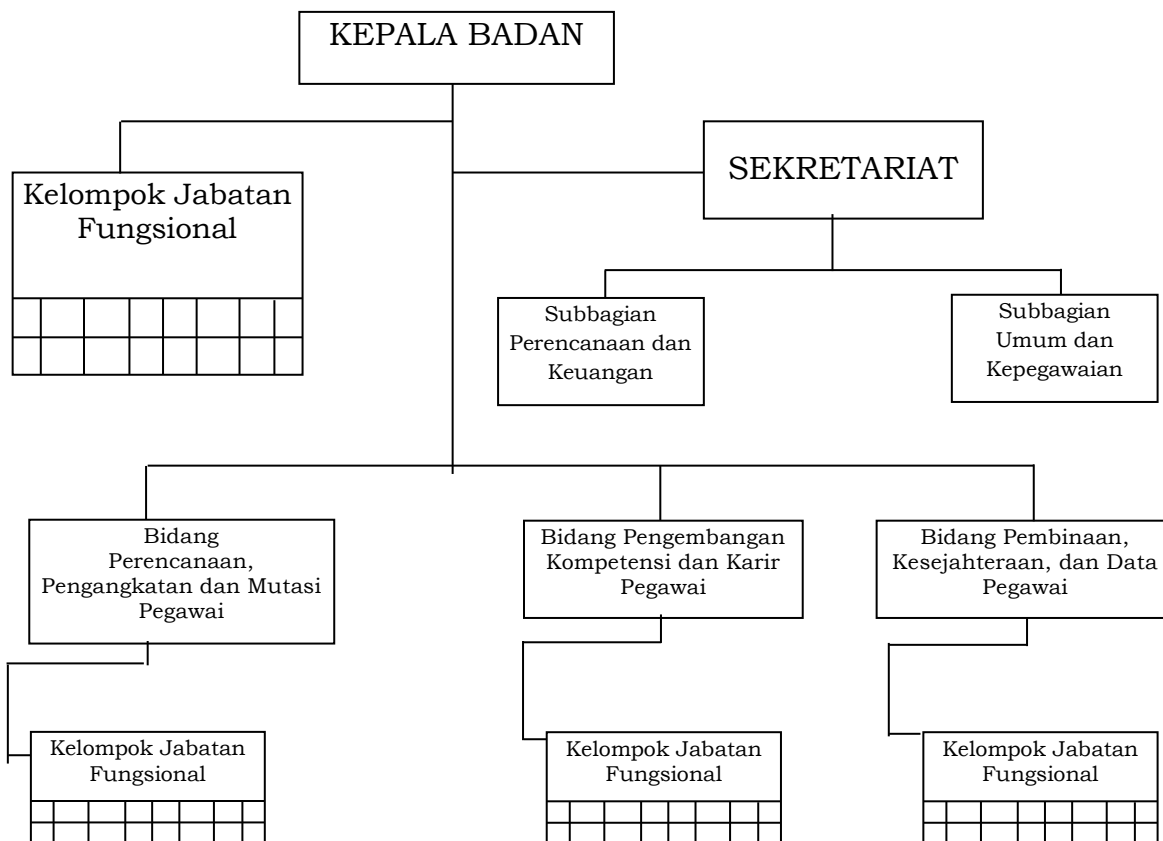 KEPALA BADAN
SEKRETARIAT
Kelompok Jabatan
Fungsional
Subbagian
Perencanaan dan
Keuangan
Subbagian
Umum dan
Kepegawaian
Bidang
Perencanaan,
Pengangkatan dan Mutasi
Pegawai
Bidang Pengembangan
Kompetensi dan Karir
Pegawai
Bidang Pembinaan,
Kesejahteraan, dan Data
Pegawai
Kelompok Jabatan
Fungsional
Kelompok Jabatan
Fungsional
Kelompok Jabatan
Fungsional